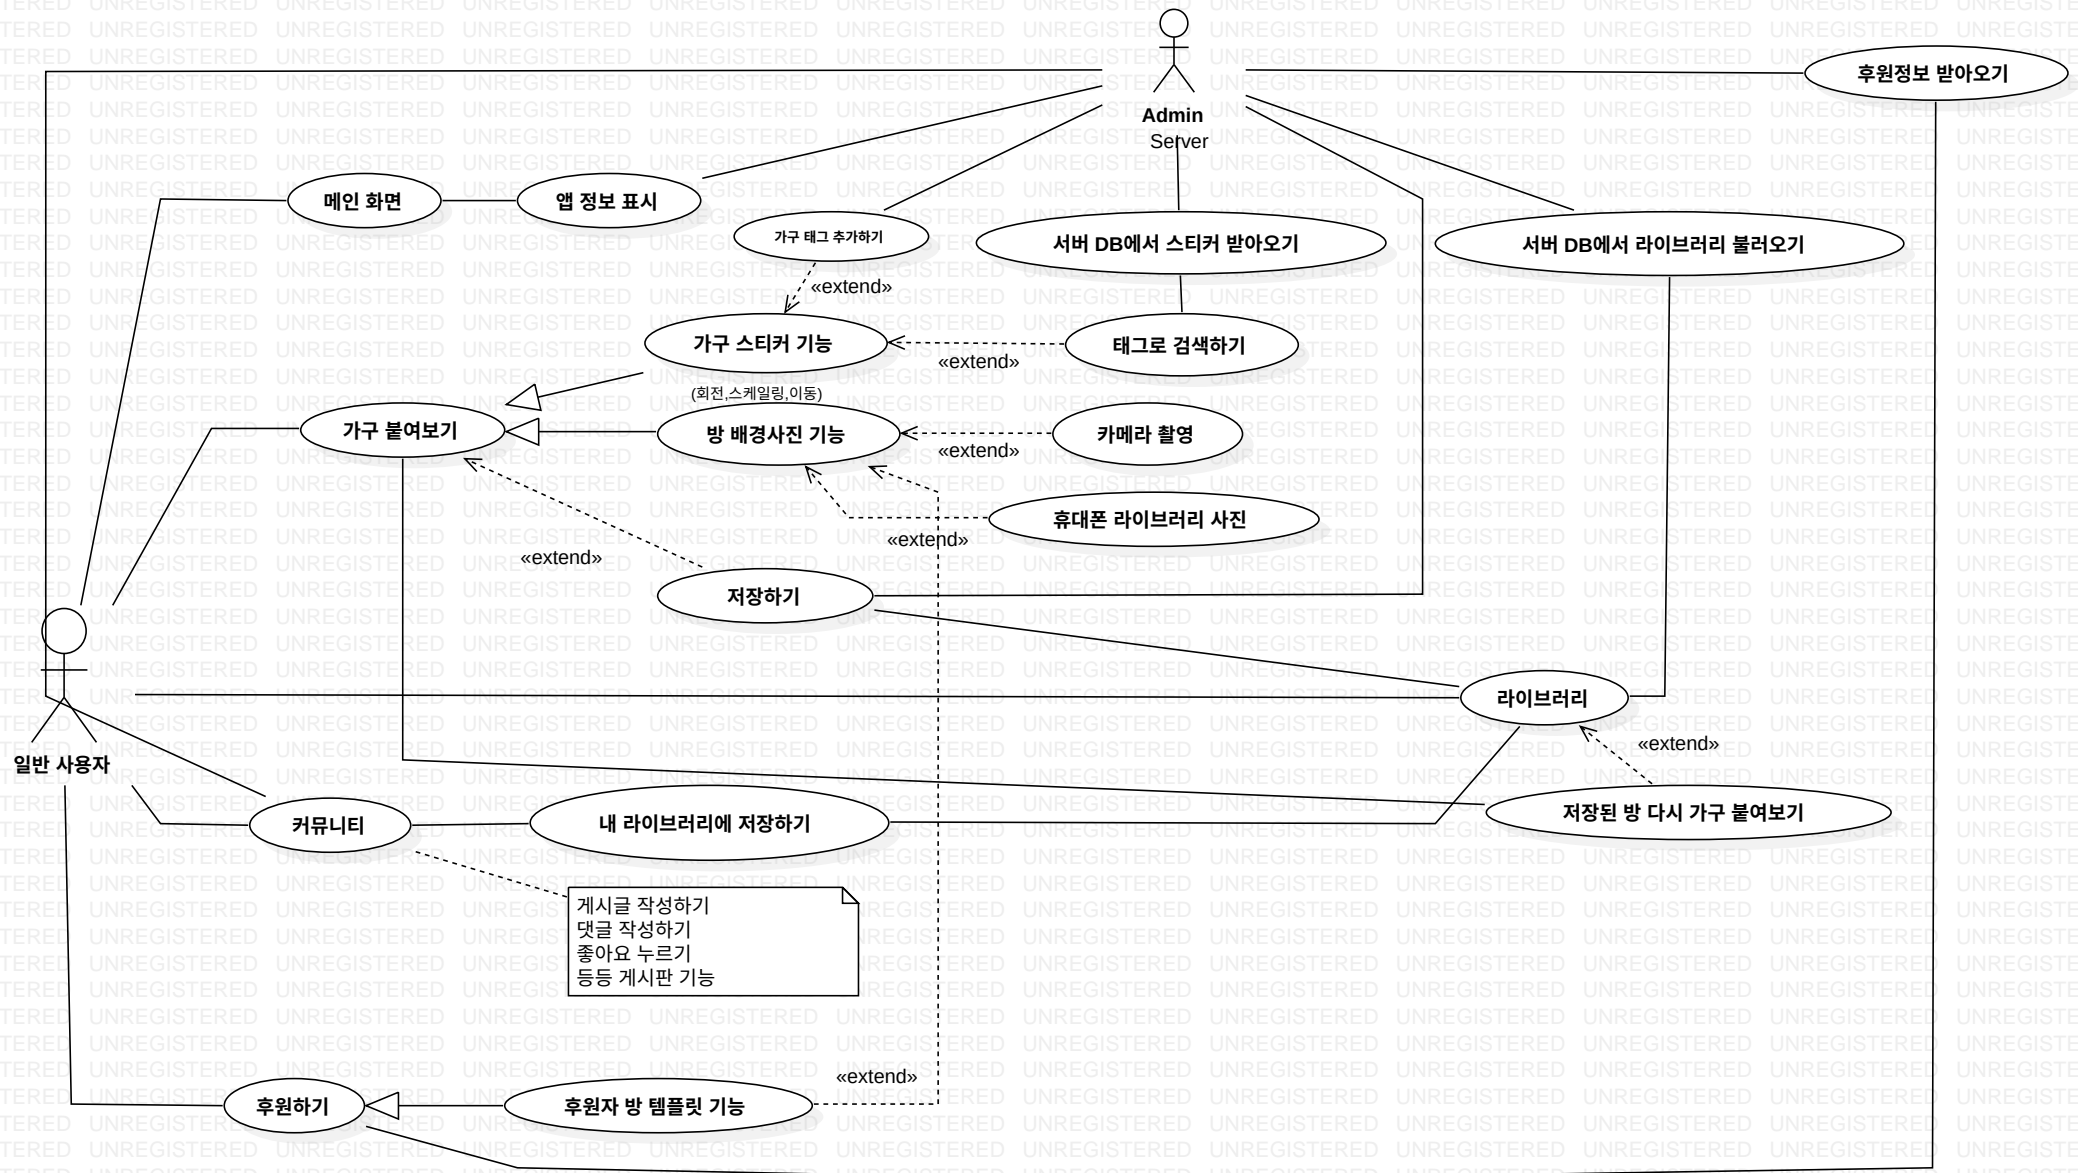 UNREGISTERED
Admin
Server
후원정보 받아오기
메인 화면
앱 정보 표시
가구 태그 추가하기
서버 DB에서 스티커 받아오기
서버 DB에서 라이브러리 불러오기
«extend»
가구 스티커 기능
태그로 검색하기
«extend»
(회전,스케일링,이동)
가구 붙여보기
방 배경사진 기능
카메라 촬영
«extend»
휴대폰 라이브러리 사진
«extend»
«extend»
저장하기
라이브러리
«extend»
일반 사용자
커뮤니티
내 라이브러리에 저장하기
저장된 방 다시 가구 붙여보기
게시글 작성하기
댓글 작성하기
좋아요 누르기
등등 게시판 기능
«extend»
후원하기
후원자 방 템플릿 기능